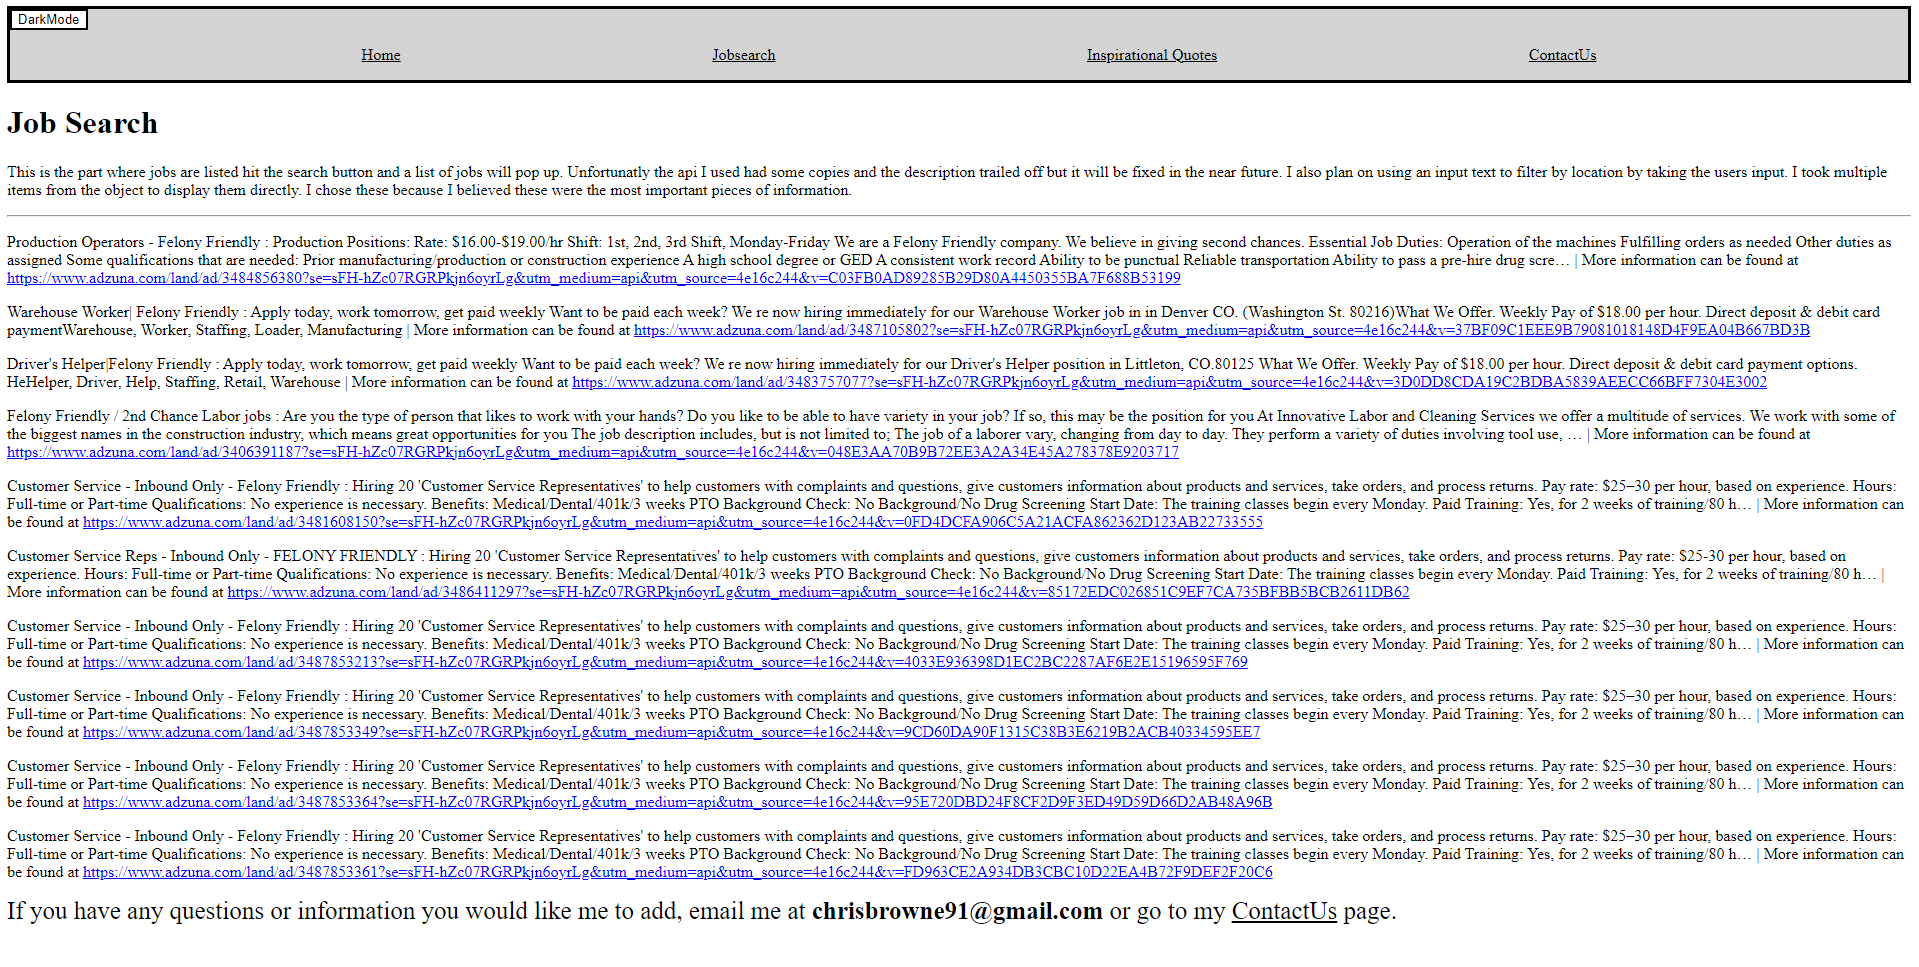 DarkMode
Home Jobsearch Inspirational Quotes ContactUs
Job Search
This is the part where jobs are listed hit the search button and a list of jobs will pop up. Unfortunatly the api I used had some copies and the description trailed off but it will be fixed in the near future. I also plan on using an input text to filter by location by taking the users input. I took multiple
items from the object to display them directly. I chose these because I believed these were the most important pieces of information.
Production Operators - Felony Friendly : Production Positions: Rate: $16.00-$19.00/hr Shift: 1st, 2nd, 3rd Shift, Monday-Friday We are a Felony Friendly company. We believe in giving second chances. Essential Job Duties: Operation of the machines Fulfilling orders as needed Other duties as
assigned Some qualifications that are needed: Prior manufacturing/production or construction experience A high school degree or GED A consistent work record Ability to be punctual Reliable transportation Ability to pass a pre-hire drug scre… | More information can be found at
https://www.adzuna.com/land/ad/3484856380?se=sFH-hZc07RGRPkjn6oyrLg&utm_medium=api&utm_source=4e16c244&v=C03FB0AD89285B29D80A4450355BA7F688B53199
Warehouse Worker| Felony Friendly : Apply today, work tomorrow, get paid weekly Want to be paid each week? We re now hiring immediately for our Warehouse Worker job in in Denver CO. (Washington St. 80216)What We Offer. Weekly Pay of $18.00 per hour. Direct deposit & debit card
paymentWarehouse, Worker, Staffing, Loader, Manufacturing | More information can be found at https://www.adzuna.com/land/ad/3487105802?se=sFH-hZc07RGRPkjn6oyrLg&utm_medium=api&utm_source=4e16c244&v=37BF09C1EEE9B79081018148D4F9EA04B667BD3B
Driver's Helper|Felony Friendly : Apply today, work tomorrow, get paid weekly Want to be paid each week? We re now hiring immediately for our Driver's Helper position in Littleton, CO.80125 What We Offer. Weekly Pay of $18.00 per hour. Direct deposit & debit card payment options.
HeHelper, Driver, Help, Staffing, Retail, Warehouse | More information can be found at https://www.adzuna.com/land/ad/3483757077?se=sFH-hZc07RGRPkjn6oyrLg&utm_medium=api&utm_source=4e16c244&v=3D0DD8CDA19C2BDBA5839AEECC66BFF7304E3002
Felony Friendly / 2nd Chance Labor jobs : Are you the type of person that likes to work with your hands? Do you like to be able to have variety in your job? If so, this may be the position for you At Innovative Labor and Cleaning Services we offer a multitude of services. We work with some of
the biggest names in the construction industry, which means great opportunities for you The job description includes, but is not limited to; The job of a laborer vary, changing from day to day. They perform a variety of duties involving tool use, … | More information can be found at
https://www.adzuna.com/land/ad/3406391187?se=sFH-hZc07RGRPkjn6oyrLg&utm_medium=api&utm_source=4e16c244&v=048E3AA70B9B72EE3A2A34E45A278378E9203717
Customer Service - Inbound Only - Felony Friendly : Hiring 20 'Customer Service Representatives' to help customers with complaints and questions, give customers information about products and services, take orders, and process returns. Pay rate: $25–30 per hour, based on experience. Hours:
Full-time or Part-time Qualifications: No experience is necessary. Benefits: Medical/Dental/401k/3 weeks PTO Background Check: No Background/No Drug Screening Start Date: The training classes begin every Monday. Paid Training: Yes, for 2 weeks of training/80 h… | More information can
be found at https://www.adzuna.com/land/ad/3481608150?se=sFH-hZc07RGRPkjn6oyrLg&utm_medium=api&utm_source=4e16c244&v=0FD4DCFA906C5A21ACFA862362D123AB22733555
Customer Service Reps - Inbound Only - FELONY FRIENDLY : Hiring 20 'Customer Service Representatives' to help customers with complaints and questions, give customers information about products and services, take orders, and process returns. Pay rate: $25-30 per hour, based on
experience. Hours: Full-time or Part-time Qualifications: No experience is necessary. Benefits: Medical/Dental/401k/3 weeks PTO Background Check: No Background/No Drug Screening Start Date: The training classes begin every Monday. Paid Training: Yes, for 2 weeks of training/80 h… |
More information can be found at https://www.adzuna.com/land/ad/3486411297?se=sFH-hZc07RGRPkjn6oyrLg&utm_medium=api&utm_source=4e16c244&v=85172EDC026851C9EF7CA735BFBB5BCB2611DB62
Customer Service - Inbound Only - Felony Friendly : Hiring 20 'Customer Service Representatives' to help customers with complaints and questions, give customers information about products and services, take orders, and process returns. Pay rate: $25–30 per hour, based on experience. Hours:
Full-time or Part-time Qualifications: No experience is necessary. Benefits: Medical/Dental/401k/3 weeks PTO Background Check: No Background/No Drug Screening Start Date: The training classes begin every Monday. Paid Training: Yes, for 2 weeks of training/80 h… | More information can
be found at https://www.adzuna.com/land/ad/3487853213?se=sFH-hZc07RGRPkjn6oyrLg&utm_medium=api&utm_source=4e16c244&v=4033E936398D1EC2BC2287AF6E2E15196595F769
Customer Service - Inbound Only - Felony Friendly : Hiring 20 'Customer Service Representatives' to help customers with complaints and questions, give customers information about products and services, take orders, and process returns. Pay rate: $25–30 per hour, based on experience. Hours:
Full-time or Part-time Qualifications: No experience is necessary. Benefits: Medical/Dental/401k/3 weeks PTO Background Check: No Background/No Drug Screening Start Date: The training classes begin every Monday. Paid Training: Yes, for 2 weeks of training/80 h… | More information can
be found at https://www.adzuna.com/land/ad/3487853349?se=sFH-hZc07RGRPkjn6oyrLg&utm_medium=api&utm_source=4e16c244&v=9CD60DA90F1315C38B3E6219B2ACB40334595EE7
Customer Service - Inbound Only - Felony Friendly : Hiring 20 'Customer Service Representatives' to help customers with complaints and questions, give customers information about products and services, take orders, and process returns. Pay rate: $25–30 per hour, based on experience. Hours:
Full-time or Part-time Qualifications: No experience is necessary. Benefits: Medical/Dental/401k/3 weeks PTO Background Check: No Background/No Drug Screening Start Date: The training classes begin every Monday. Paid Training: Yes, for 2 weeks of training/80 h… | More information can
be found at https://www.adzuna.com/land/ad/3487853364?se=sFH-hZc07RGRPkjn6oyrLg&utm_medium=api&utm_source=4e16c244&v=95E720DBD24F8CF2D9F3ED49D59D66D2AB48A96B
Customer Service - Inbound Only - Felony Friendly : Hiring 20 'Customer Service Representatives' to help customers with complaints and questions, give customers information about products and services, take orders, and process returns. Pay rate: $25–30 per hour, based on experience. Hours:
Full-time or Part-time Qualifications: No experience is necessary. Benefits: Medical/Dental/401k/3 weeks PTO Background Check: No Background/No Drug Screening Start Date: The training classes begin every Monday. Paid Training: Yes, for 2 weeks of training/80 h… | More information can
be found at https://www.adzuna.com/land/ad/3487853361?se=sFH-hZc07RGRPkjn6oyrLg&utm_medium=api&utm_source=4e16c244&v=FD963CE2A934DB3CBC10D22EA4B72F9DEF2F20C6
If you have any questions or information you would like me to add, email me at chrisbrowne91@gmail.com or go to my ContactUs page.